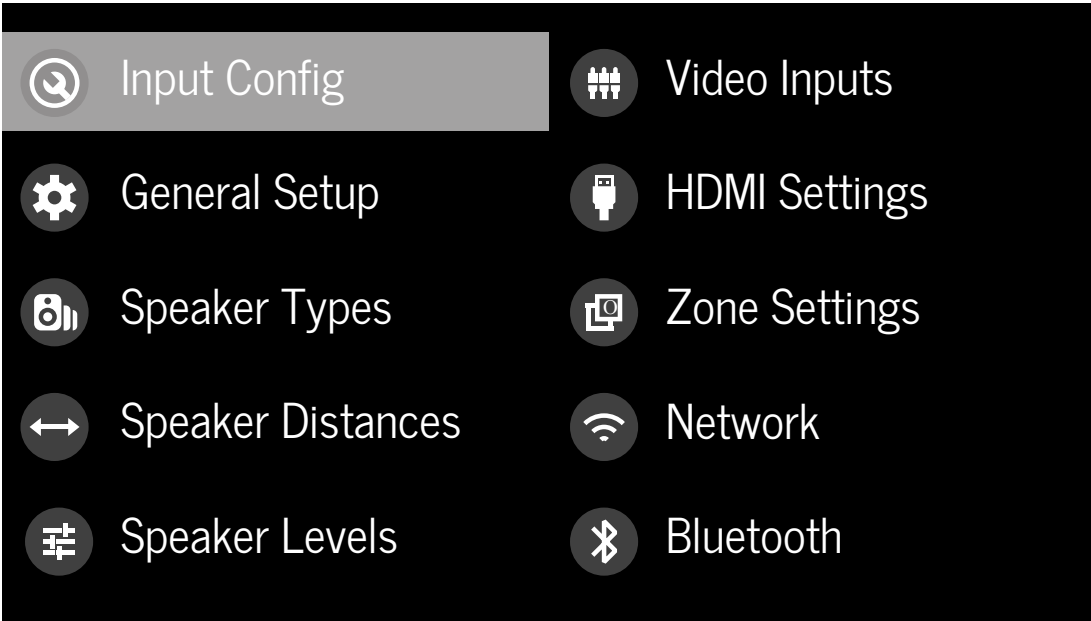 Input Config
General Setup
Speaker Types
Speaker Distances
Speaker Levels
Video Inputs
HDMI Settings
O
Zone Settings
Network
Bluetooth